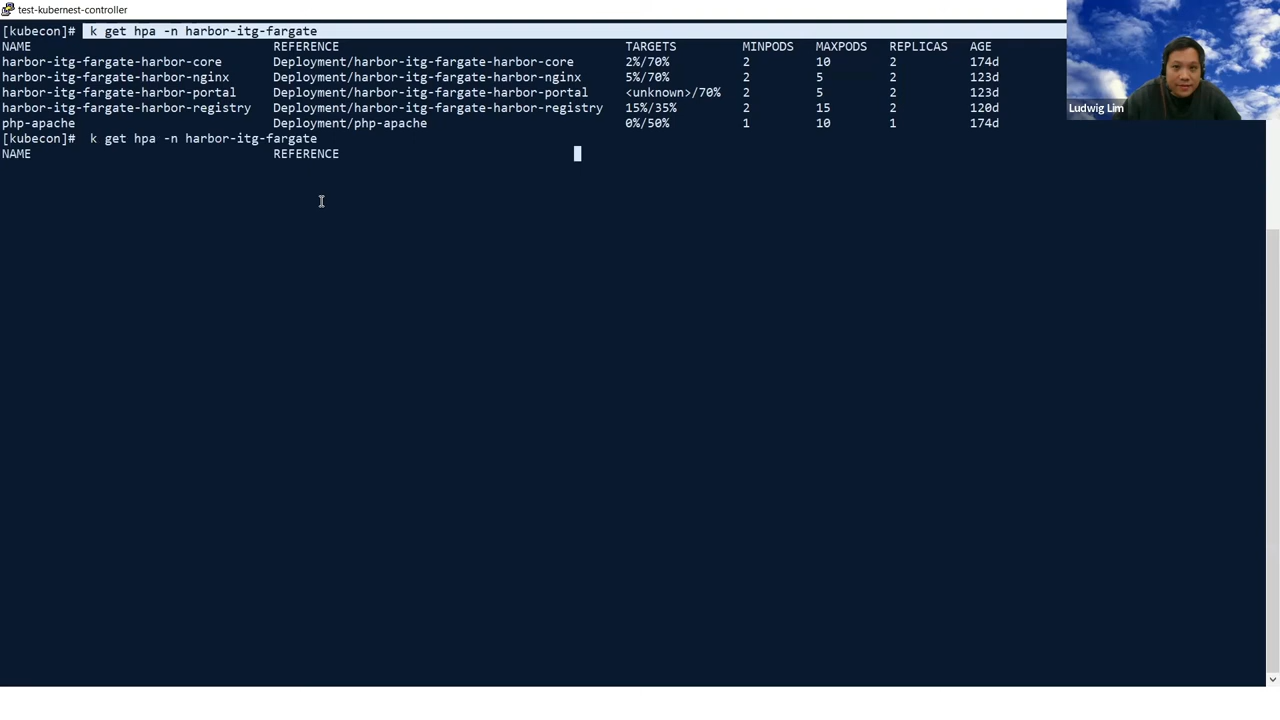 test-kubernest-controller
[kubecon]# k get hpa -n harbor-itg-fargate
NAME REFERENCE TARGETS MINPODS MAXPODS REPLICAS AGE
harbor-itg-fargate-harbor-core Deployment/harbor-itg-fargate-harbor-core 2%/70% 2 10 2 174d
harbor-itg-fargate-harbor-nginx Deployment/harbor-itg-fargate-harbor-nginx 5%/70% 2 5 2 123d
harbor-itg-fargate-harbor-portal Deployment/harbor-itg-fargate-harbor-portal <unknown>/70% 2 5 2 123d
harbor-itg-fargate-harbor-registry Deployment/harbor-itg-fargate-harbor-registry 15%/35% 2 15 2 120d
php-apache Deployment/php-apache 0%/50% 1 10 1 174d
[kubecon]# k get hpa -n harbor-itg-fargate
NAME REFERENCE
Ludwig Lim